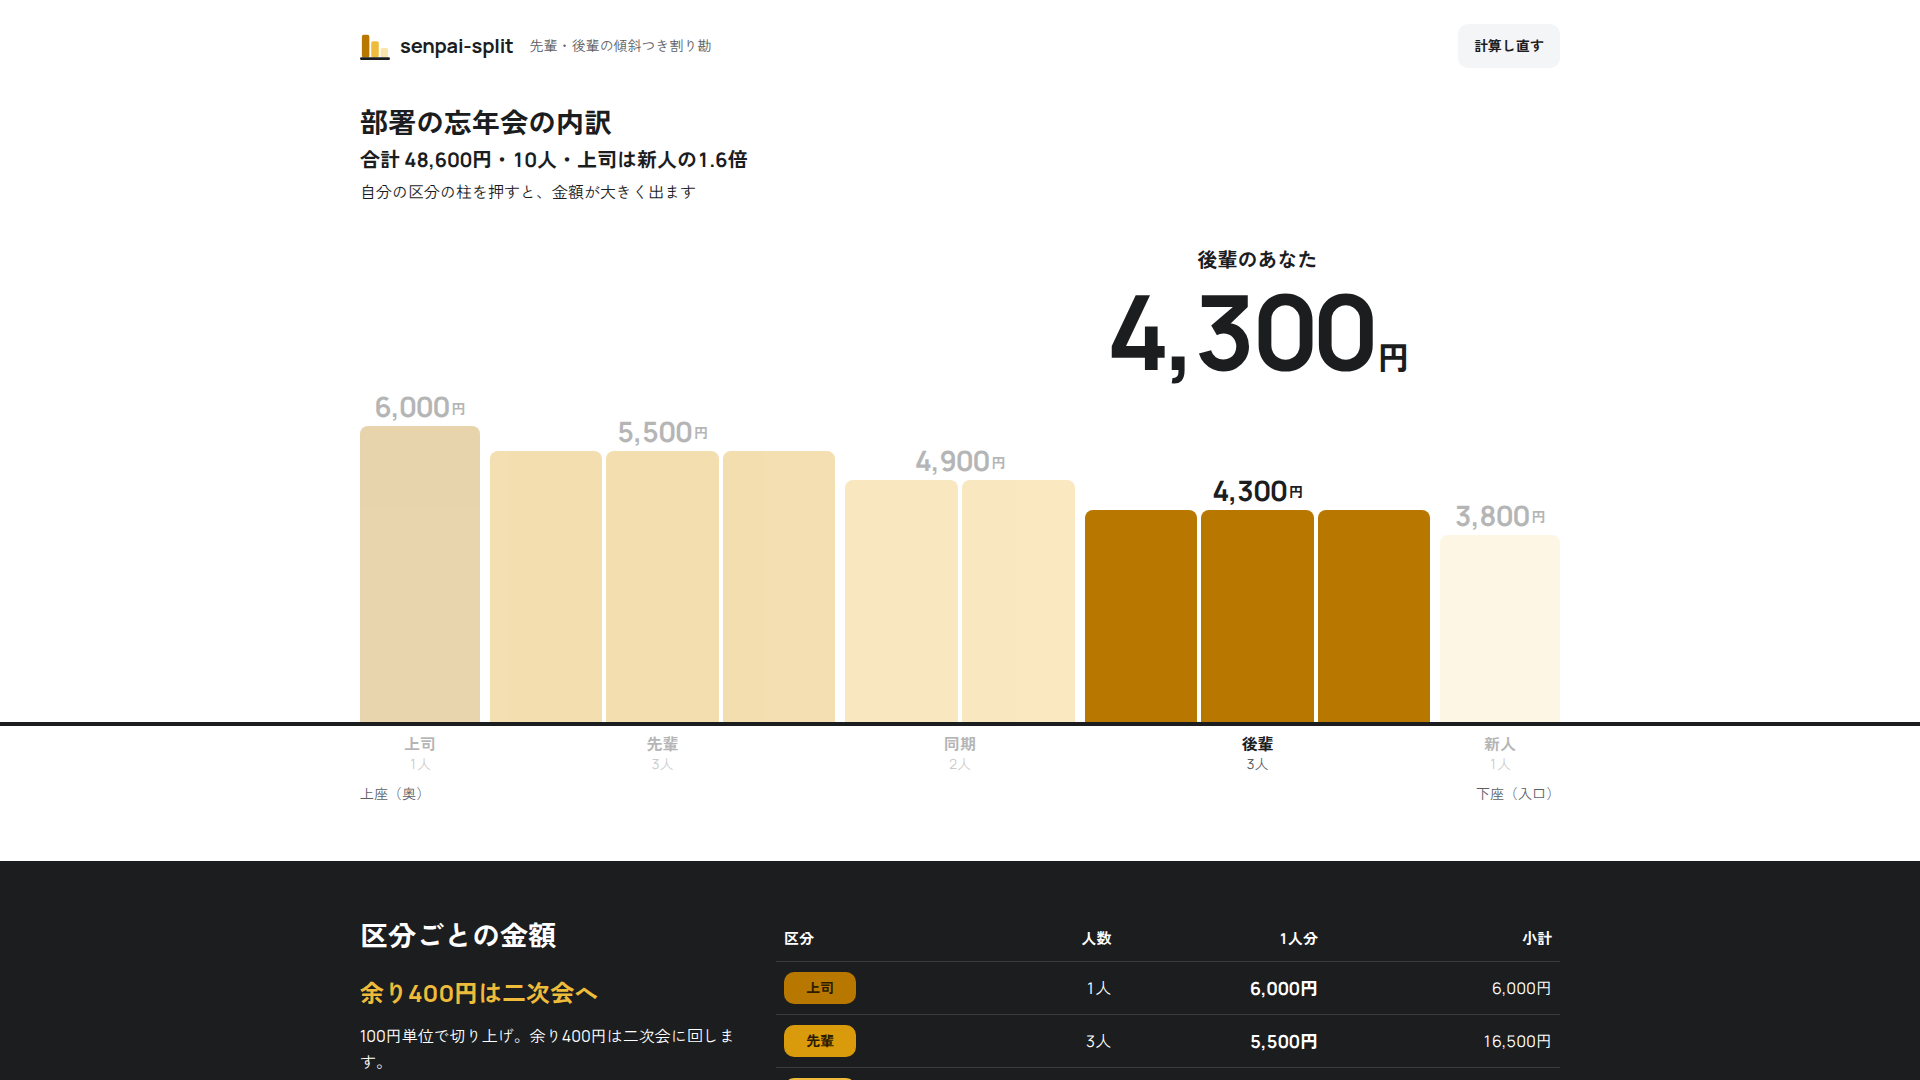 senpai-split 先輩・後輩の傾斜つき割り勘
計算し直す
部署の忘年会の内訳
合計 48,600円・10人・上司は新人の1.6倍
自分の区分の柱を押すと、金額が大きく出ます
後輩のあなた
4,300円
6,000円
5,500円
4,900円
4,300円
3,800円
上司 先輩 同期 後輩 新人
1人 3人 2人 3人 1人
上座（奥） 下座（入口）
区分ごとの金額
余り400円は二次会へ
100円単位で切り上げ。余り400円は二次会に回しま
す。
区分 人数 1人分 小計
上司 1人 6,000円 6,000円
先輩 3人 5,500円 16,500円